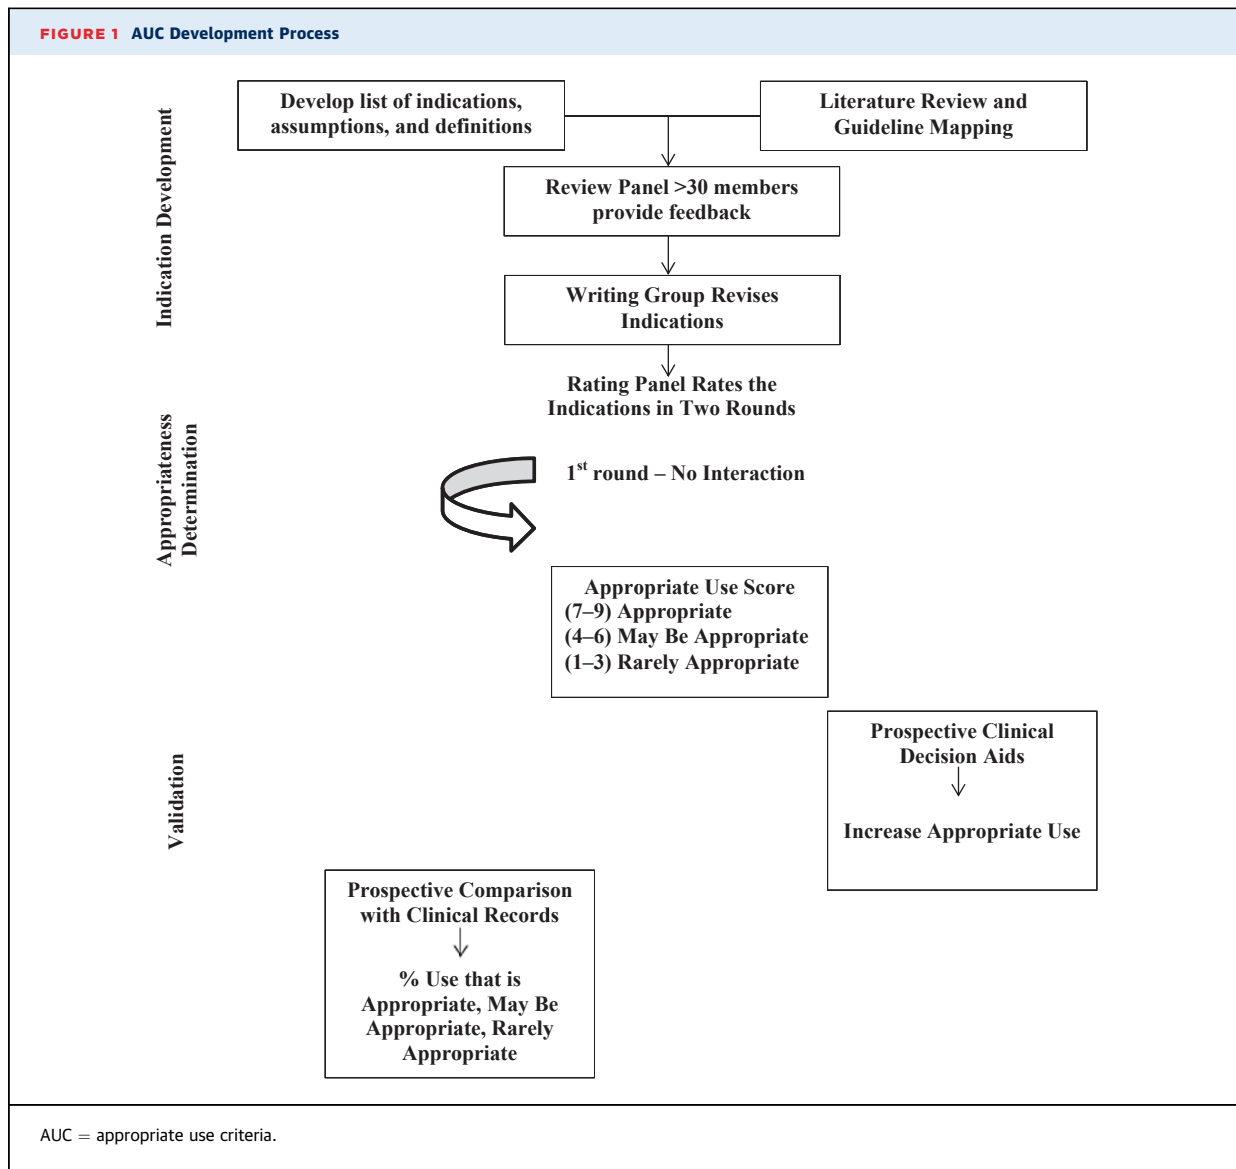 FIGURE 1 AUC Development Process
Indication Development
Develop list of indications,
assumptions, and definitions
Literature Review and
Guideline Mapping
Review Panel >30 members
provide feedback
Writing Group Revises
Indications
Appropriateness
Determination
Rating Panel Rates the
Indications in Two Rounds
1st round – No Interaction
Appropriate Use Score
(7–9) Appropriate
(4–6) May Be Appropriate
(1–3) Rarely Appropriate
Validation
Prospective Clinical
Decision Aids
Increase Appropriate Use
Prospective Comparison
with Clinical Records
% Use that is
Appropriate, May Be
Appropriate, Rarely
Appropriate
AUC = appropriate use criteria.